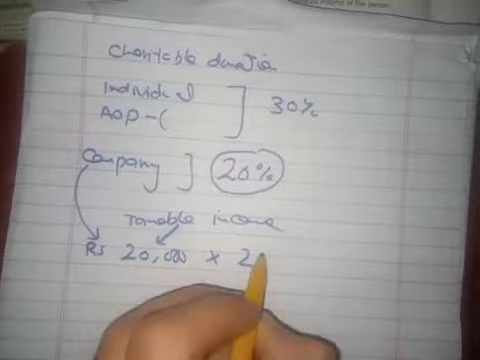 Charitable donation
Individual
AOP - (
30%
Company
20%
Taxable income
Rs 20,000 x 2